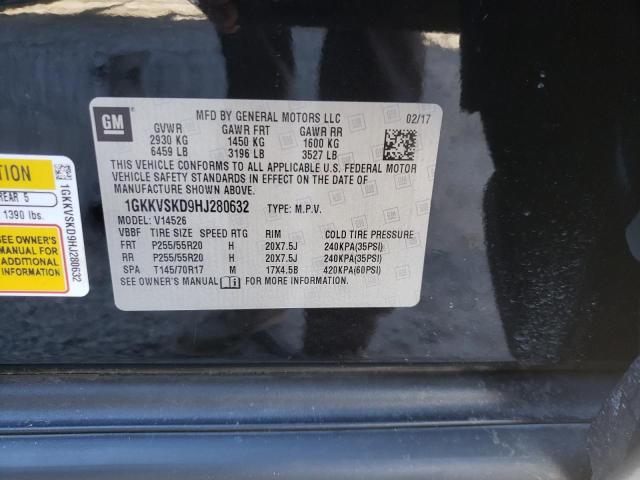 GM
MFD BY GENERAL MOTORS LLC 02/17
GVWR GAWR FRT GAWR RR
2930 KG 1450 KG 1600 KG
6459 LB 3196 LB 3527 LB
THIS VEHICLE CONFORMS TO ALL APPLICABLE U.S. FEDERAL MOTOR
VEHICLE SAFETY STANDARDS IN EFFECT ON THE DATE OF
MANUFACTURE SHOWN ABOVE.
1GKKVSKD9HJ280632 TYPE: M.P.V.
MODEL: V14526
VBBF TIRE SIZE SPEED RTG RIM COLD TIRE PRESSURE
FRT P255/55R20 H 20X7.5J 240KPA(35PSI)
RR P255/55R20 H 20X7.5J 240KPA(35PSI)
SPA T145/70R17 M 17X4.5B 420KPA(60PSI)
SEE OWNER'S MANUAL FOR MORE INFORMATION.
TION
REAR 5
1390 lbs.
SEE OWNER'S
MANUAL FOR
ADDITIONAL
INFORMATION
1GKKVSKD9HJ280632